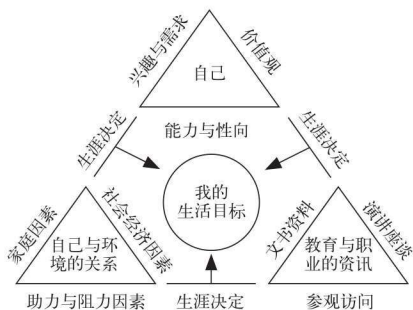 兴趣与需求
价值观
自己
能力与性向
生涯决定
生涯决定
我的
生活目标
家庭因素
社会经济因素
自己与环
境的关系
助力与阻力因素
生涯决定
文书资料
演讲座谈
教育与职
业的资讯
参观访问